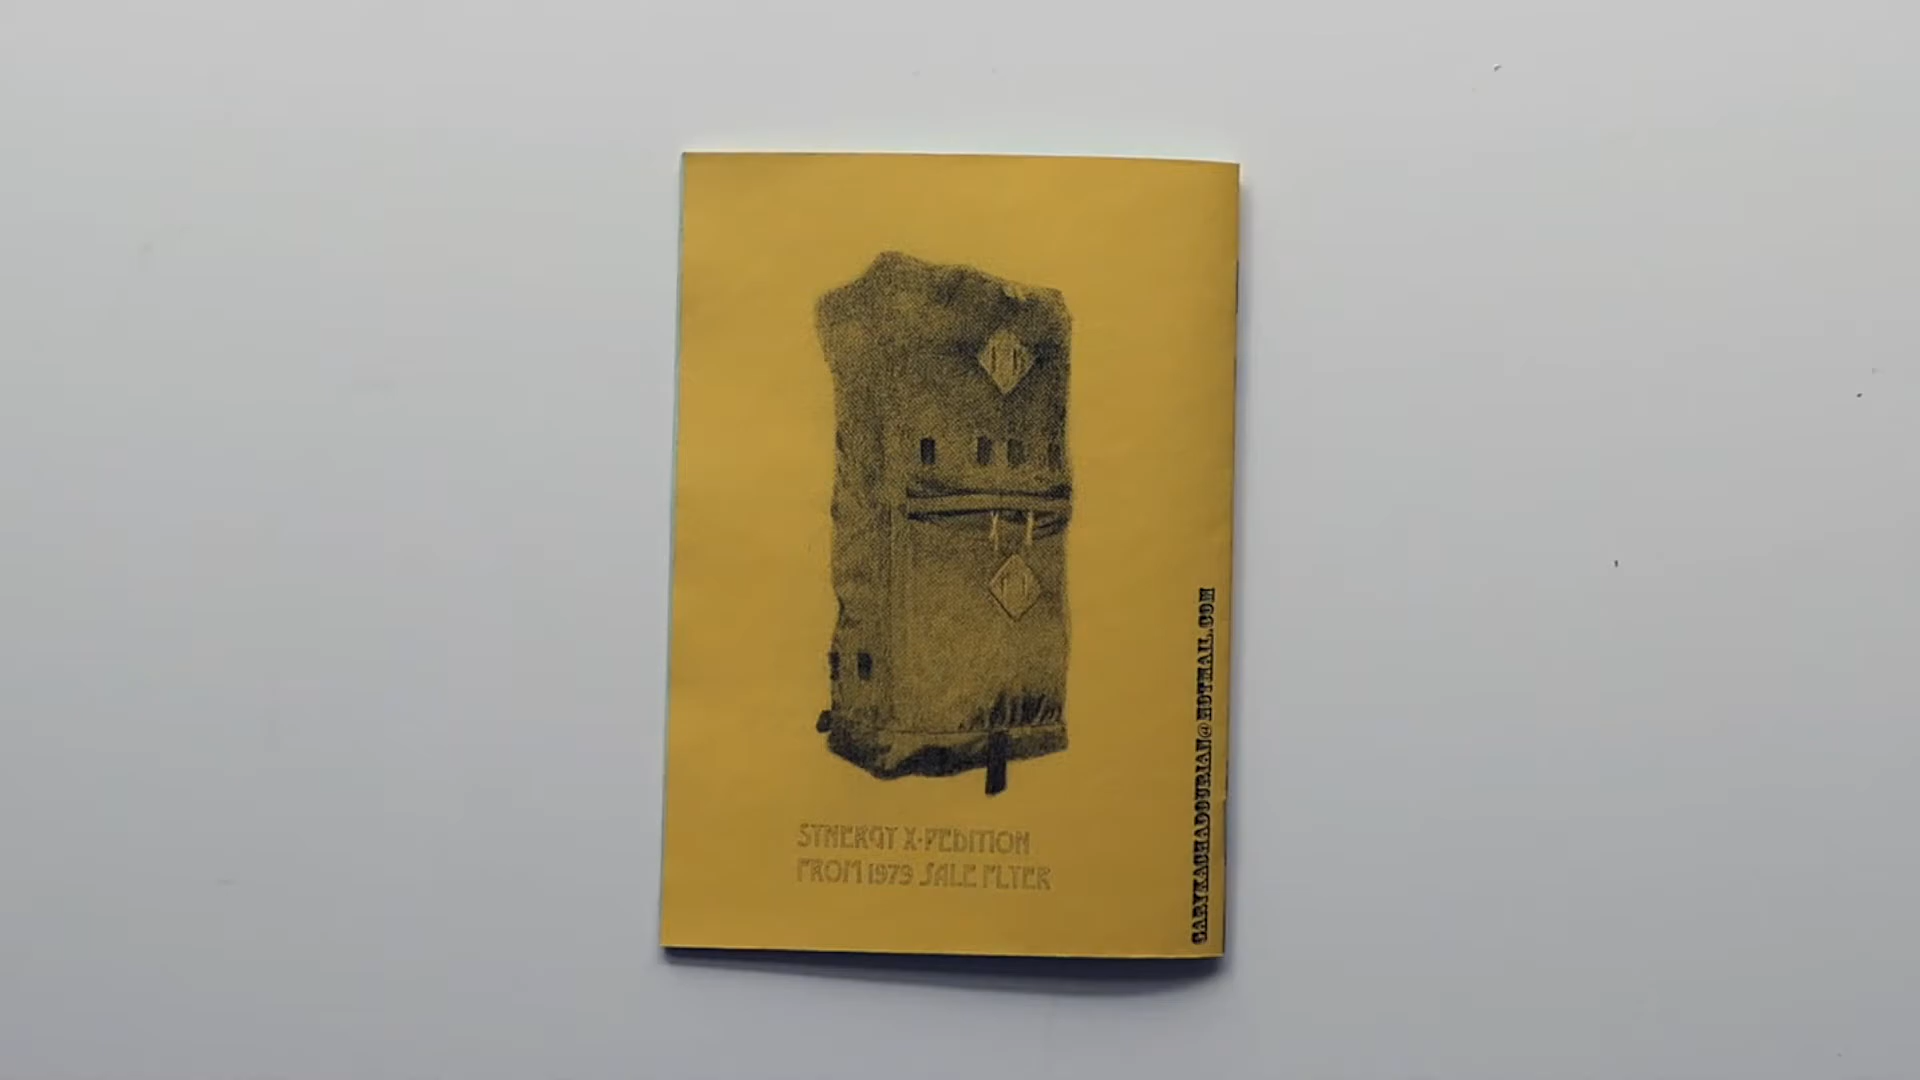 SYNERGY X-PEDITION
FROM 1979 SALE FLYER
GARYKACHADOURIAN@HOTMAIL.COM